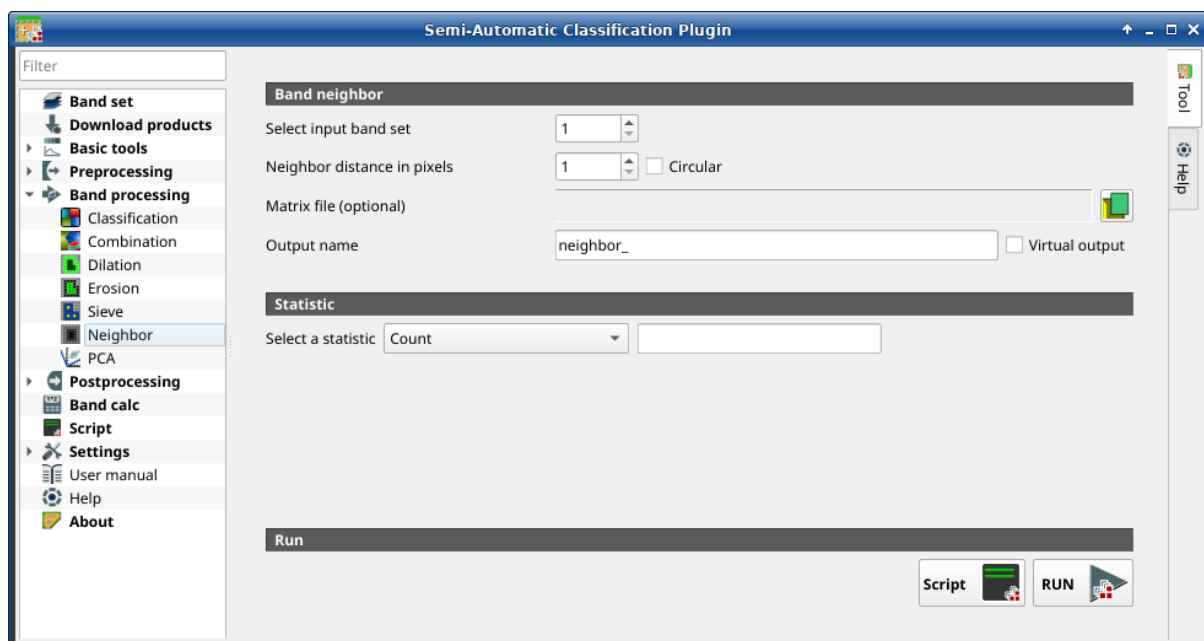 Semi-Automatic Classification Plugin
Filter
Band set
Download products
Basic tools
Preprocessing
Band processing
Classification
Combination
Dilation
Erosion
Sieve
Neighbor
PCA
Postprocessing
Band calc
Script
Settings
User manual
Help
About
Band neighbor
Select input band set 1
Neighbor distance in pixels 1 Circular
Matrix file (optional)
Output name neighbor_ Virtual output
Statistic
Select a statistic Count
Run
Script RUN
Tool
Help